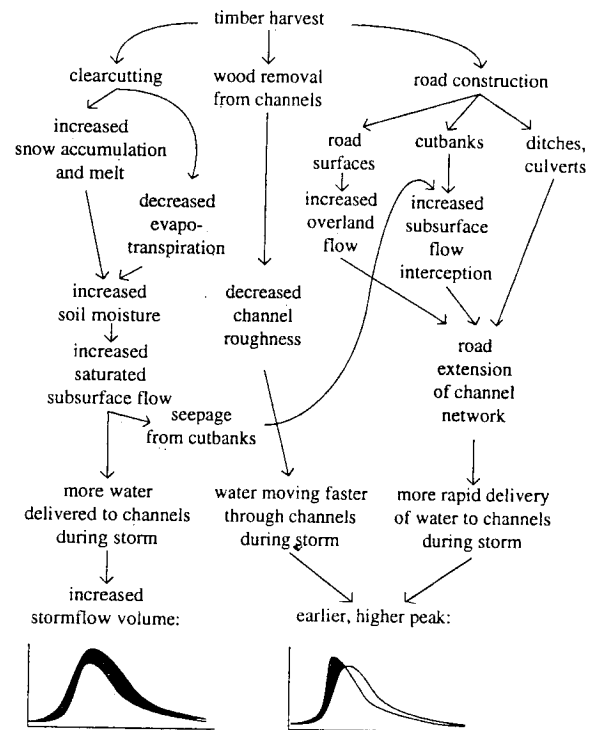 timber harvest
clearcutting
wood removal
from channels
road construction
increased
snow accumulation
and melt
road
surfaces
cutbanks
ditches,
culverts
decreased
evapo-
transpiration
increased
overland
flow
increased
subsurface
flow
interception
increased
soil moisture
decreased
channel
roughness
increased
saturated
subsurface flow
road
extension
of channel
network
seepage
from cutbanks
more water
delivered to channels
during storm
water moving faster
through channels
during storm
more rapid delivery
of water to channels
during storm
increased
stormflow volume:
earlier, higher peak: